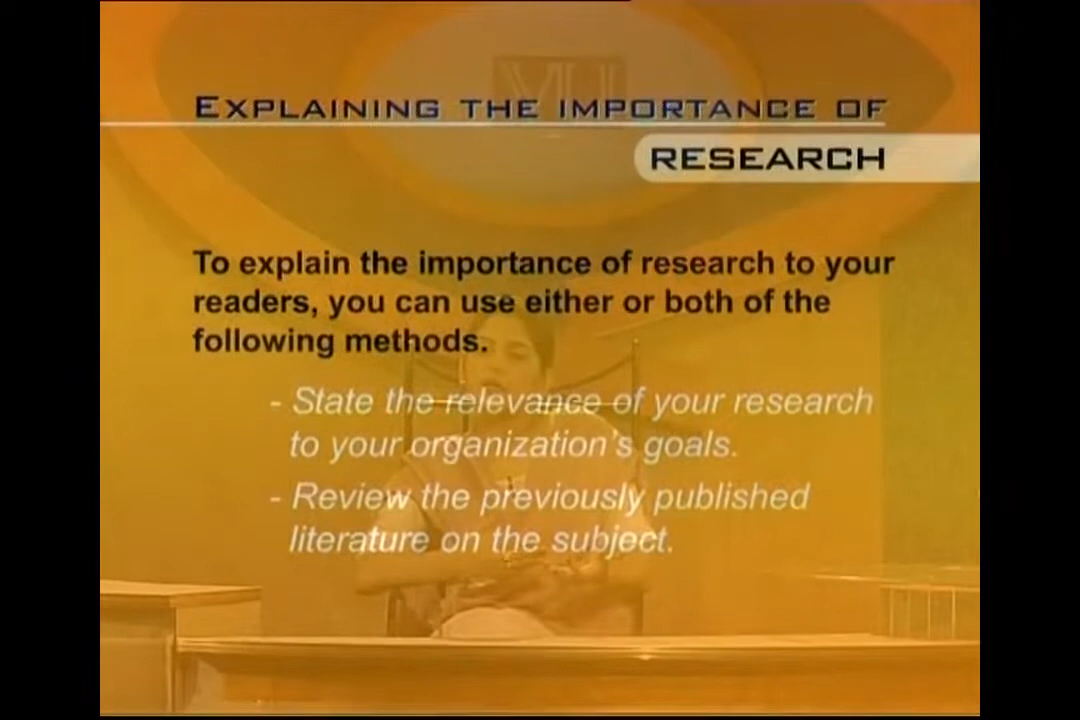 EXPLAINING THE IMPORTANCE OF
RESEARCH
To explain the importance of research to your
readers, you can use either or both of the
following methods.
- State the relevance of your research
to your organization's goals.
- Review the previously published
literature on the subject.
VU